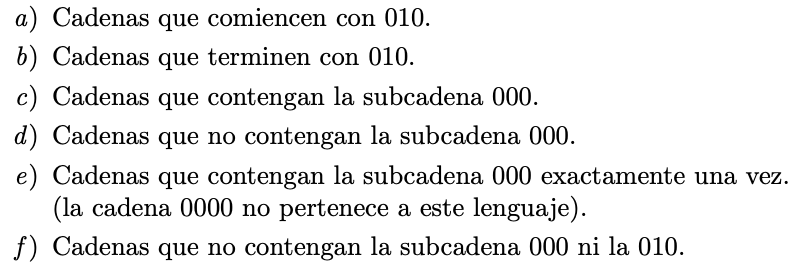 a) Cadenas que comiencen con 010.
b) Cadenas que terminen con 010.
c) Cadenas que contengan la subcadena 000.
d) Cadenas que no contengan la subcadena 000.
e) Cadenas que contengan la subcadena 000 exactamente una vez.
(la cadena 0000 no pertenece a este lenguaje).
f) Cadenas que no contengan la subcadena 000 ni la 010.